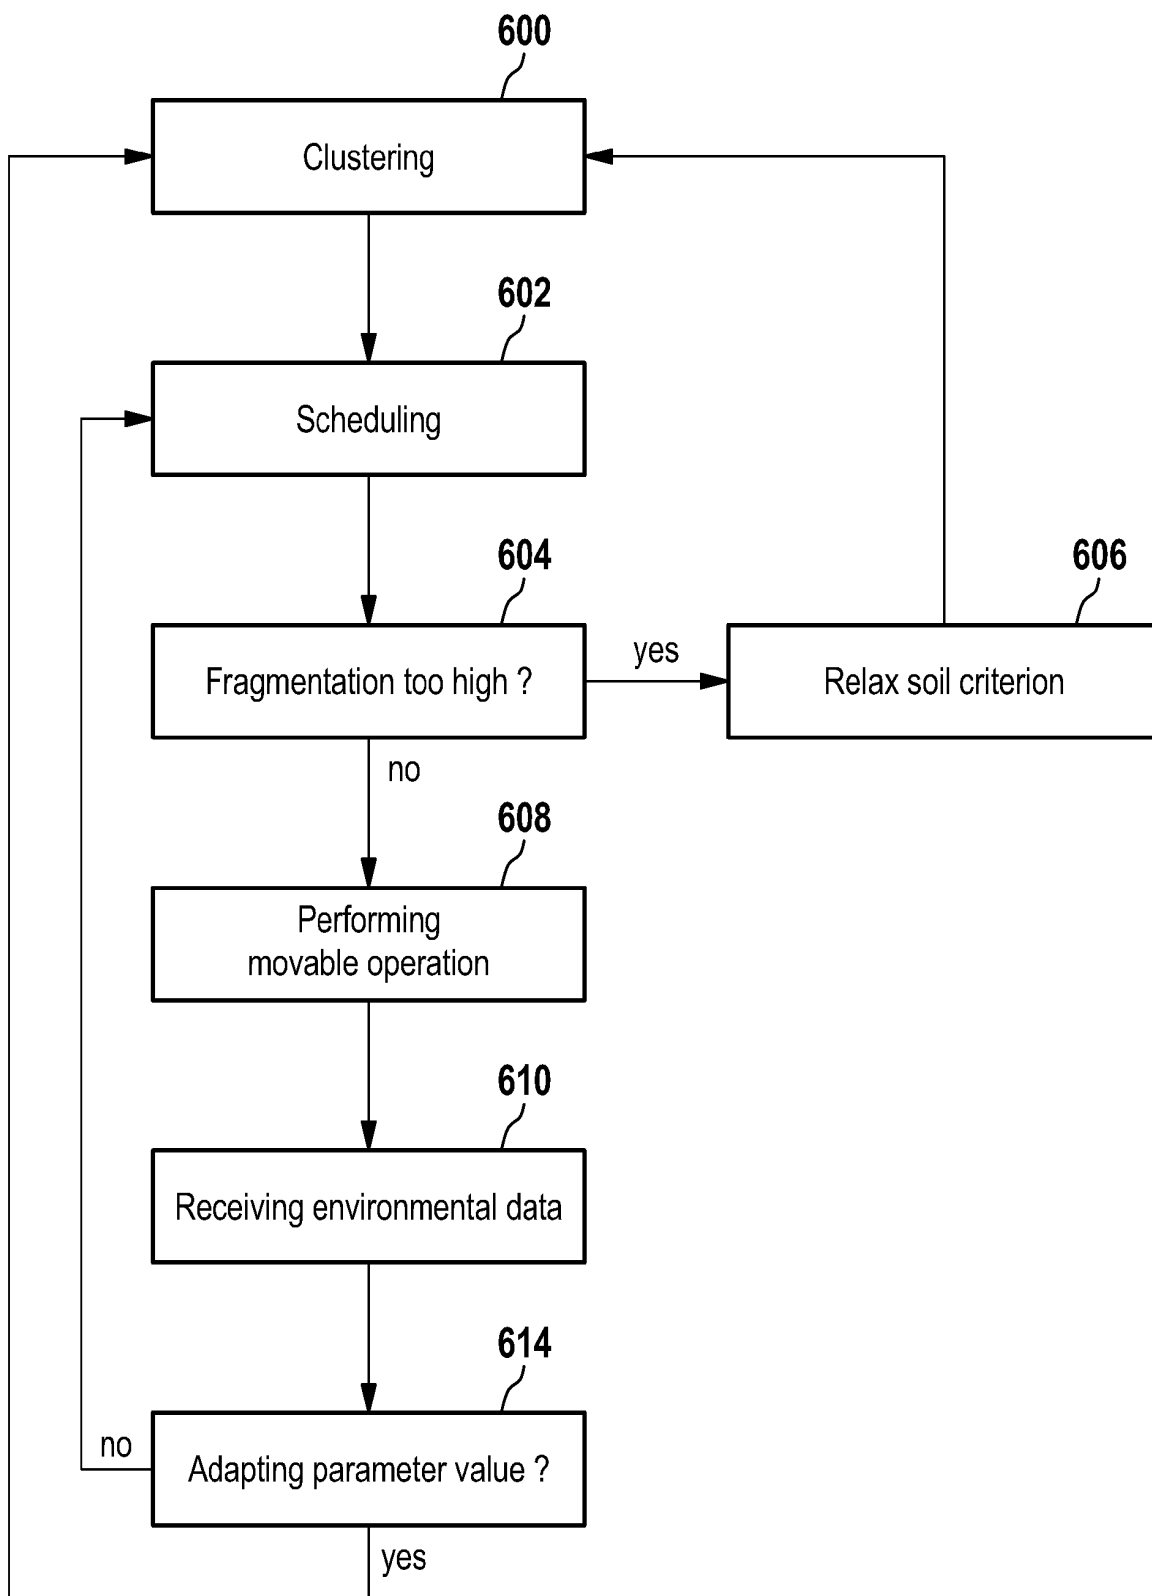 600
Clustering
602
Scheduling
604
606
Fragmentation too high ?
yes
Relax soil criterion
no
608
Performing
movable operation
610
Receiving environmental data
614
no
Adapting parameter value ?
yes